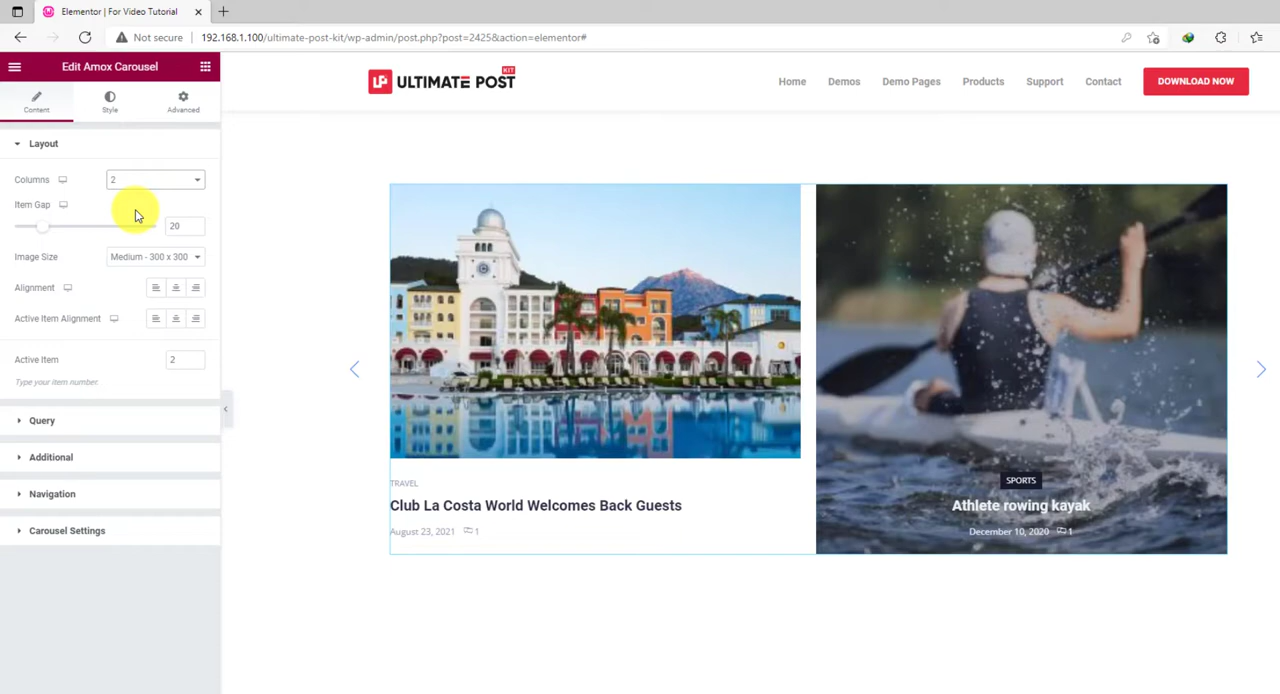 Elementor | For Video Tutorial
Not secure 192.168.1.100/ultimate-post-kit/wp-admin/post.php?post=2425&action=elementor#
Edit Amox Carousel
Content Style Advanced
Layout
Columns 2
Item Gap
20
Image Size Medium - 300 x 300
Alignment
Active Item Alignment
Active Item 2
Type your item number.
Query
Additional
Navigation
Carousel Settings
UP ULTIMATE POST KIT
Home Demos Demo Pages Products Support Contact DOWNLOAD NOW
TRAVEL
Club La Costa World Welcomes Back Guests
August 23, 2021 1
SPORTS
Athlete rowing kayak
December 10, 2020 1